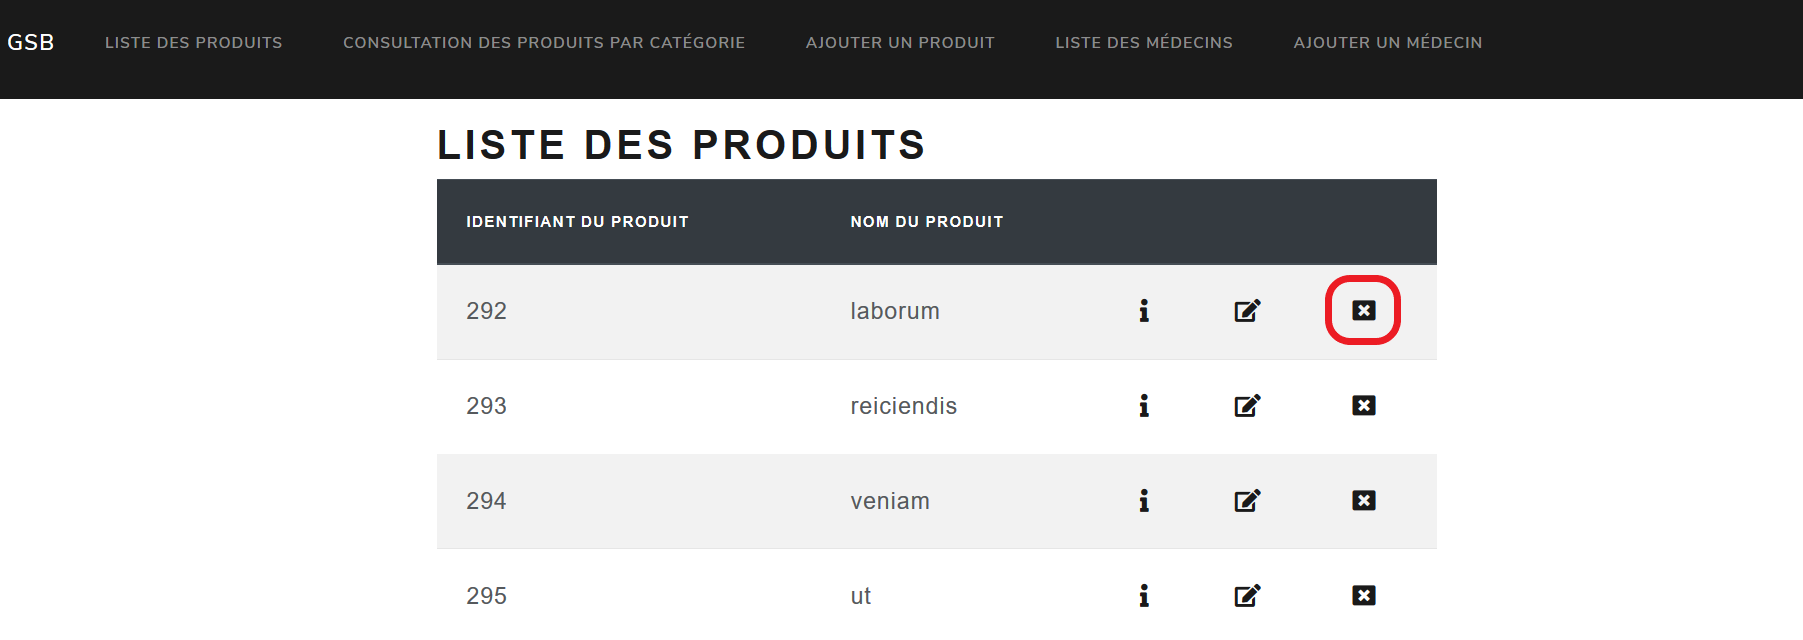 GSB LISTE DES PRODUITS CONSULTATION DES PRODUITS PAR CATÉGORIE AJOUTER UN PRODUIT LISTE DES MÉDECINS AJOUTER UN MÉDECIN
LISTE DES PRODUITS
IDENTIFIANT DU PRODUIT NOM DU PRODUIT
292 laborum
293 reiciendis
294 veniam
295 ut